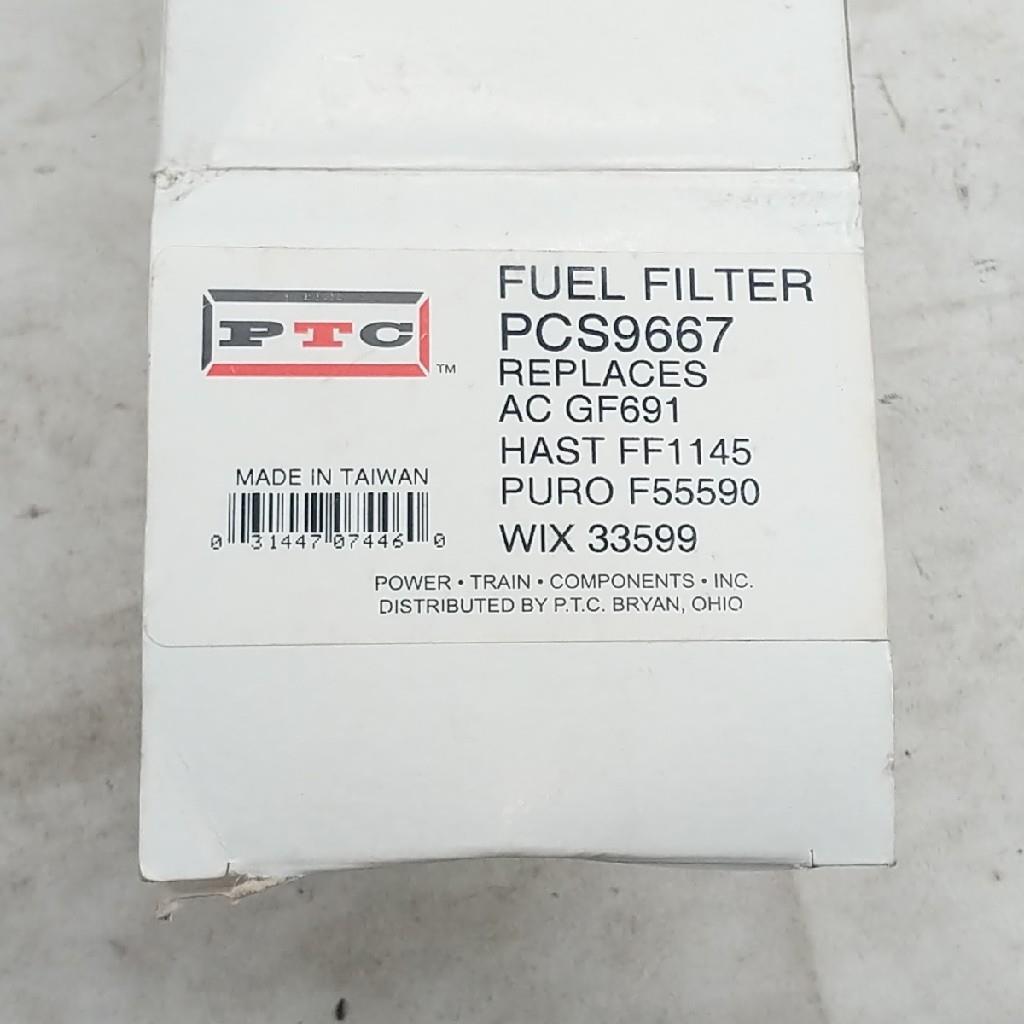 PTC
TM
FUEL FILTER
PCS9667
REPLACES
AC GF691
HAST FF1145
PURO F55590
WIX 33599
MADE IN TAIWAN
0 31447 07446 0
POWER • TRAIN • COMPONENTS • INC.
DISTRIBUTED BY P.T.C. BRYAN, OHIO